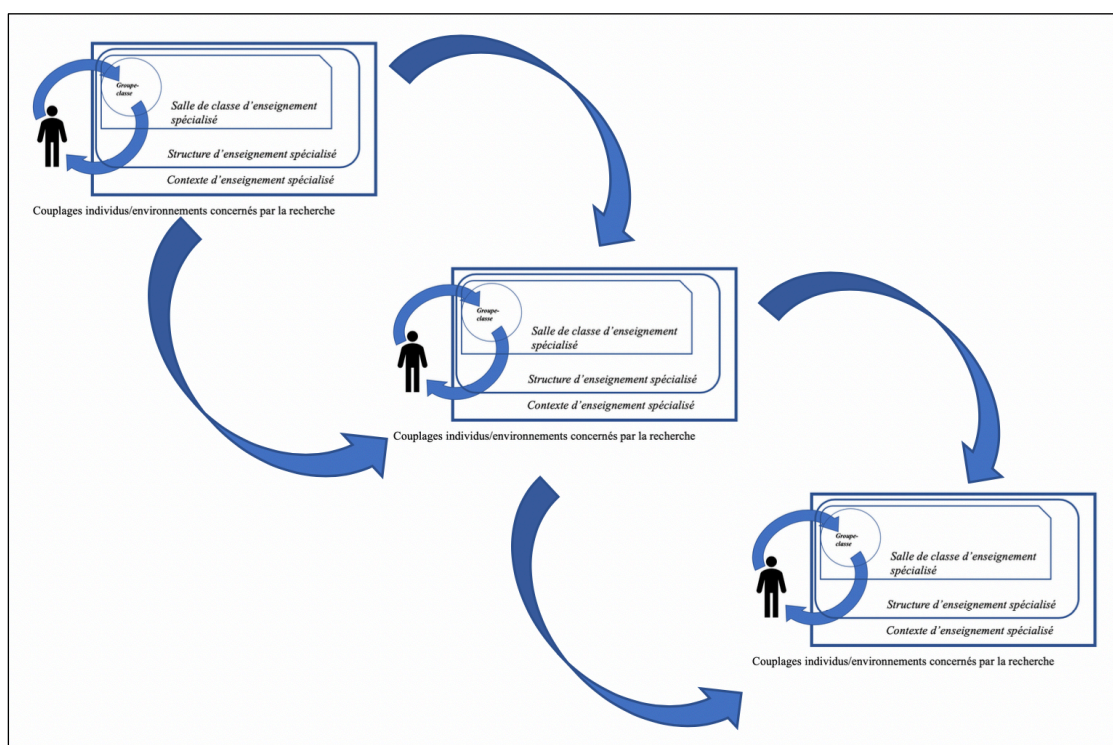 Groupe-
classe
Salle de classe d’enseignement
spécialisé
Structure d’enseignement spécialisé
Contexte d’enseignement spécialisé
Couplages individus/environnements concernés par la recherche
Groupe-
classe
Salle de classe d’enseignement
spécialisé
Structure d’enseignement spécialisé
Contexte d’enseignement spécialisé
Couplages individus/environnements concernés par la recherche
Groupe-
classe
Salle de classe d’enseignement
spécialisé
Structure d’enseignement spécialisé
Contexte d’enseignement spécialisé
Couplages individus/environnements concernés par la recherche